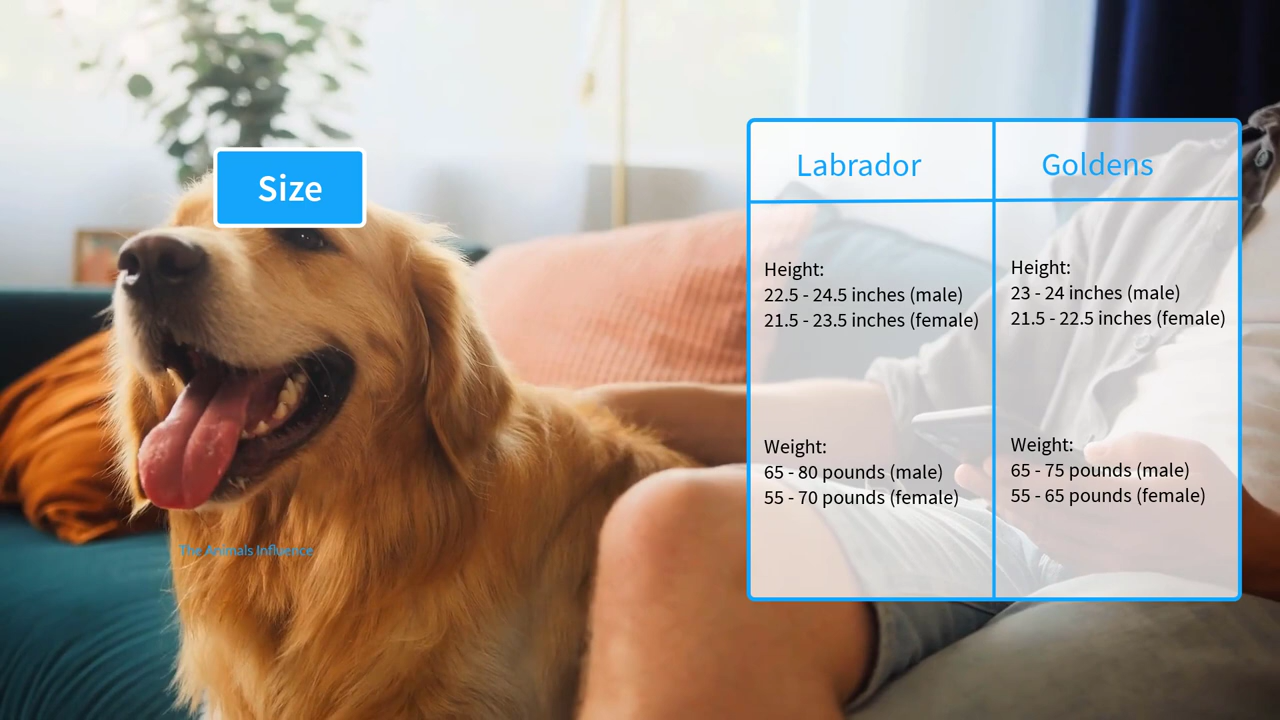 Size
Labrador
Goldens
Height:
22.5 - 24.5 inches (male)
21.5 - 23.5 inches (female)
Height:
23 - 24 inches (male)
21.5 - 22.5 inches (female)
Weight:
65 - 80 pounds (male)
55 - 70 pounds (female)
Weight:
65 - 75 pounds (male)
55 - 65 pounds (female)
The Animals Influence